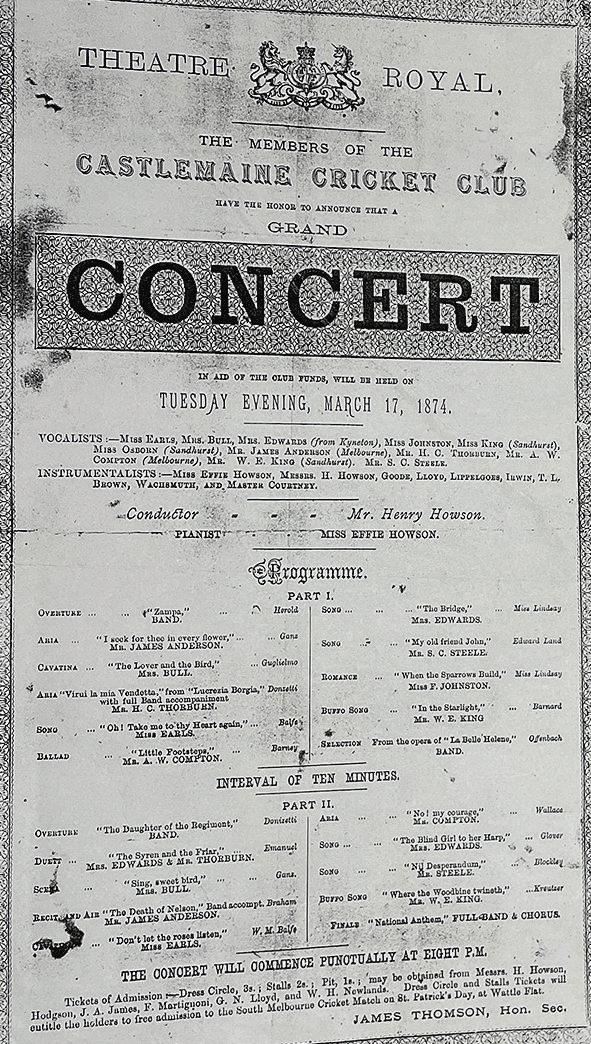 THEATRE ROYAL,
THE MEMBERS OF THE
CASTLEMAINE CRICKET CLUB
HAVE THE HONOR TO ANNOUNCE THAT A
GRAND
CONCERT
IN AID OF THE CLUB FUNDS, WILL BE HELD ON
TUESDAY EVENING, MARCH 17, 1874.
VOCALISTS :—MISS EARLS, MRS. BULL, MRS. EDWARDS (from Kyneton), MISS JOHNSTON, MISS KING (Sandhurst),
MISS OSBORN (Sandhurst), MR. JAMES ANDERSON (Melbourne), MR. H. C. THORBURN, MR. A. W.
COMPTON (Melbourne), MR. W. E. KING (Sandhurst). MR. S. C. STEELE.
INSTRUMENTALISTS :—MISS EFFIE HOWSON, MESSRS. H. HOWSON, GOODE, LLOYD, LIPPELGOES, IRWIN, T. L.
BROWN, WACHSMUTH, AND MASTER COURTNEY.
Conductor - - - Mr. Henry Howson.
PIANIST - - MISS EFFIE HOWSON.
Programme.
PART I.
OVERTURE ... ... "Zampa," ... Herold
BAND.
ARIA ... "I seek for thee in every flower,"... ... Ganz
MR. JAMES ANDERSON.
CAVATINA ... "The Lover and the Bird," ... Guglielmo
MRS. BULL.
ARIA "Virui la mia Vendetta," from "Lucrezia Borgia," Donzetti
with full Band accompaniment
MR. H. C. THORBURN.
SONG ... "Oh! Take me to thy Heart again,"... Balfe
MISS EARLS.
BALLAD ... "Little Footsteps," ... Barney
MR. A. W. COMPTON.
SONG ... ... ... "The Bridge," ... Miss Lindsay
MRS. EDWARDS.
SONG ... "My old friend John," Edward Land
MR. S. C. STEELE.
ROMANCE ... "When the Sparrows Build," Miss Lindsay
MISS F. JOHNSTON.
BUFFO SONG ... "In the Starlight," ... Barnard
MR. W. E. KING
SELECTION From the opera of "La Belle Helene," Offenbach
BAND.
INTERVAL OF TEN MINUTES.
PART II.
OVERTURE "The Daughter of the Regiment," Donizetti
BAND.
DUETT ... "The Syren and the Friar," ... Emanuel
MRS. EDWARDS & MR. THORBURN.
SCENA ... "Sing, sweet bird," ... Ganz.
MRS. BULL.
RECIT. AND AIR "The Death of Nelson," Band accompt. Braham
MR. JAMES ANDERSON.
... "Don't let the roses listen," W. M. Balfe
MISS EARLS.
ARIA ... ... "No! my courage," ... Wallace
MR. COMPTON.
SONG ... ... "The Blind Girl to her Harp," ... Glover
MRS. EDWARDS.
SONG ... ... "Nil Desperandum," ... Blockley
MR. STEELE.
BUFFO SONG "Where the Woodbine twineth," ...Kreutzer
MR. W. E. KING.
FINALE "National Anthem," FULL BAND & CHORUS.
THE CONCERT WILL COMMENCE PUNCTUALLY AT EIGHT P.M.
Tickets of Admission :—Dress Circle, 3s. ; Stalls 2s. ; Pit, 1s. ; may be obtained from Messrs. H. Howson,
Hodgson, J. A. James, F. Martignoni, G. N. Lloyd, and W. H. Newlands. Dress Circle and Stalls Tickets will
entitle the holders to free admission to the South Melbourne Cricket Match on St. Patrick's Day, at Wattle Flat.
JAMES THOMSON, Hon. Sec.